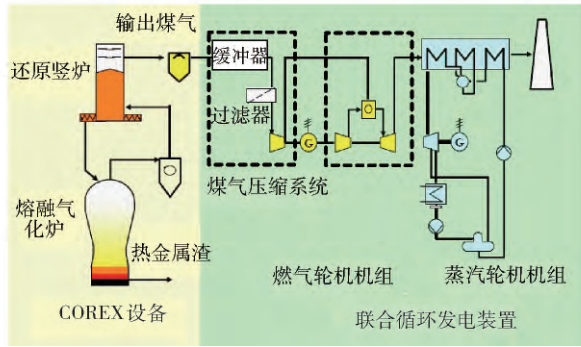 输出煤气
还原竖炉
缓冲器
过滤器
G
G
煤气压缩系统
熔融气
化炉
热金属渣
燃气轮机机组
蒸汽轮机机组
COREX设备
联合循环发电装置